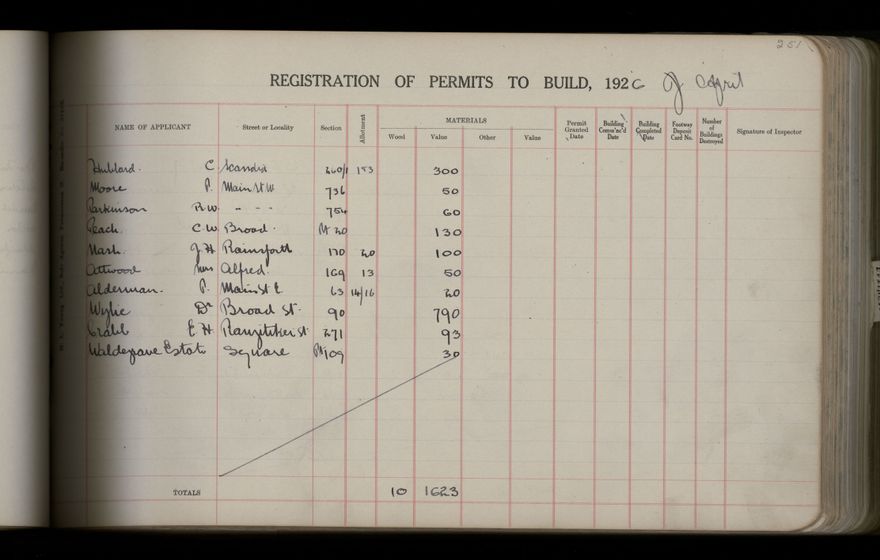 251
REGISTRATION OF PERMITS TO BUILD, 1926 of April
NAME OF APPLICANT Street or Locality Section Allotment MATERIALS Wood Value Other Value Permit Granted Date Building Comm'nc'd Date Building Completed Date Footway Deposit Card No. Number of Buildings Destroyed Signature of Inspector
Hubbard. C Scandia 260/1 153 300
Moore P. Main St W 736 50
Parkinson R.W. " - - - 754 60
Peach C.W Broad. Pt 20 130
Nash. J H Rainsforth 170 20 100
Attwood Mrs Alfred. 169 13 50
Alderman. P. Main St E 63 14/16 20
Wylie Dr Broad St. 90 790
Crabb E H Rangitikei St 271 93
Waldegrave Estate Square Pt 109 30
TOTALS 10 1623